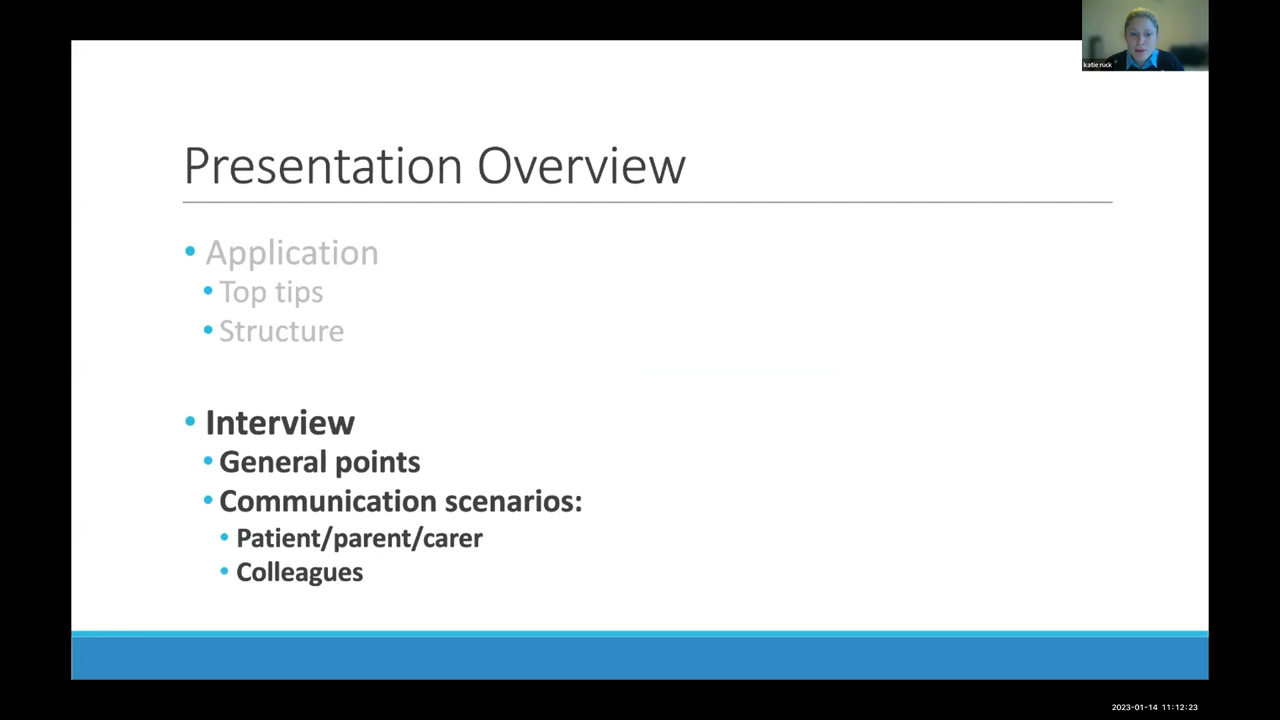 katie ruck
Presentation Overview
• Application
• Top tips
• Structure
• Interview
• General points
• Communication scenarios:
• Patient/parent/carer
• Colleagues
2023-01-14 11:12:23